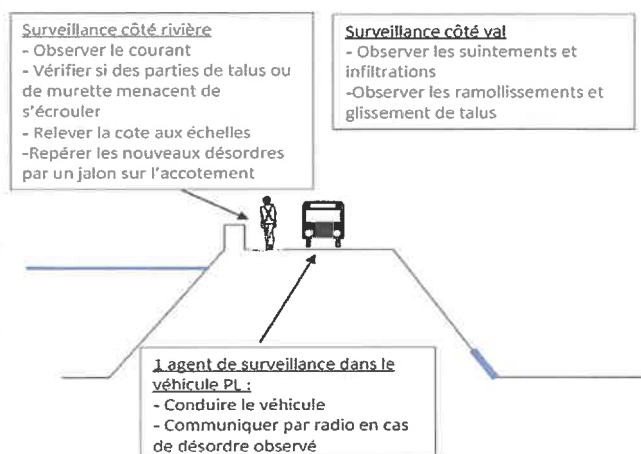 Surveillance côté rivière
- Observer le courant
- Vérifier si des parties de talus ou
de murette menacent de
s'écrouler
- Relever la cote aux échelles
-Repérer les nouveaux désordres
par un jalon sur l'accotement
Surveillance côté val
- Observer les suintements et
infiltrations
-Observer les ramollissements et
glissement de talus
1 agent de surveillance dans le
véhicule PL :
- Conduire le véhicule
- Communiquer par radio en cas
de désordre observé